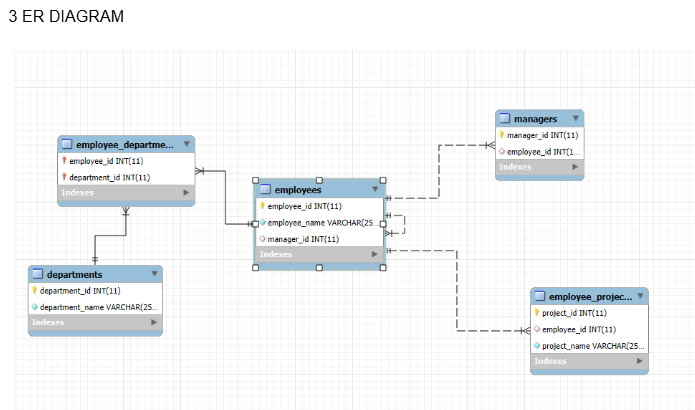 3 ER DIAGRAM
managers
manager_id INT(11)
employee_id INT(1...
Indexes
employee_departme...
employee_id INT(11)
department_id INT(11)
Indexes
employees
employee_id INT(11)
employee_name VARCHAR(25...
manager_id INT(11)
Indexes
departments
department_id INT(11)
department_name VARCHAR(25...
Indexes
employee_projec...
project_id INT(11)
employee_id INT(11)
project_name VARCHAR(25...
Indexes